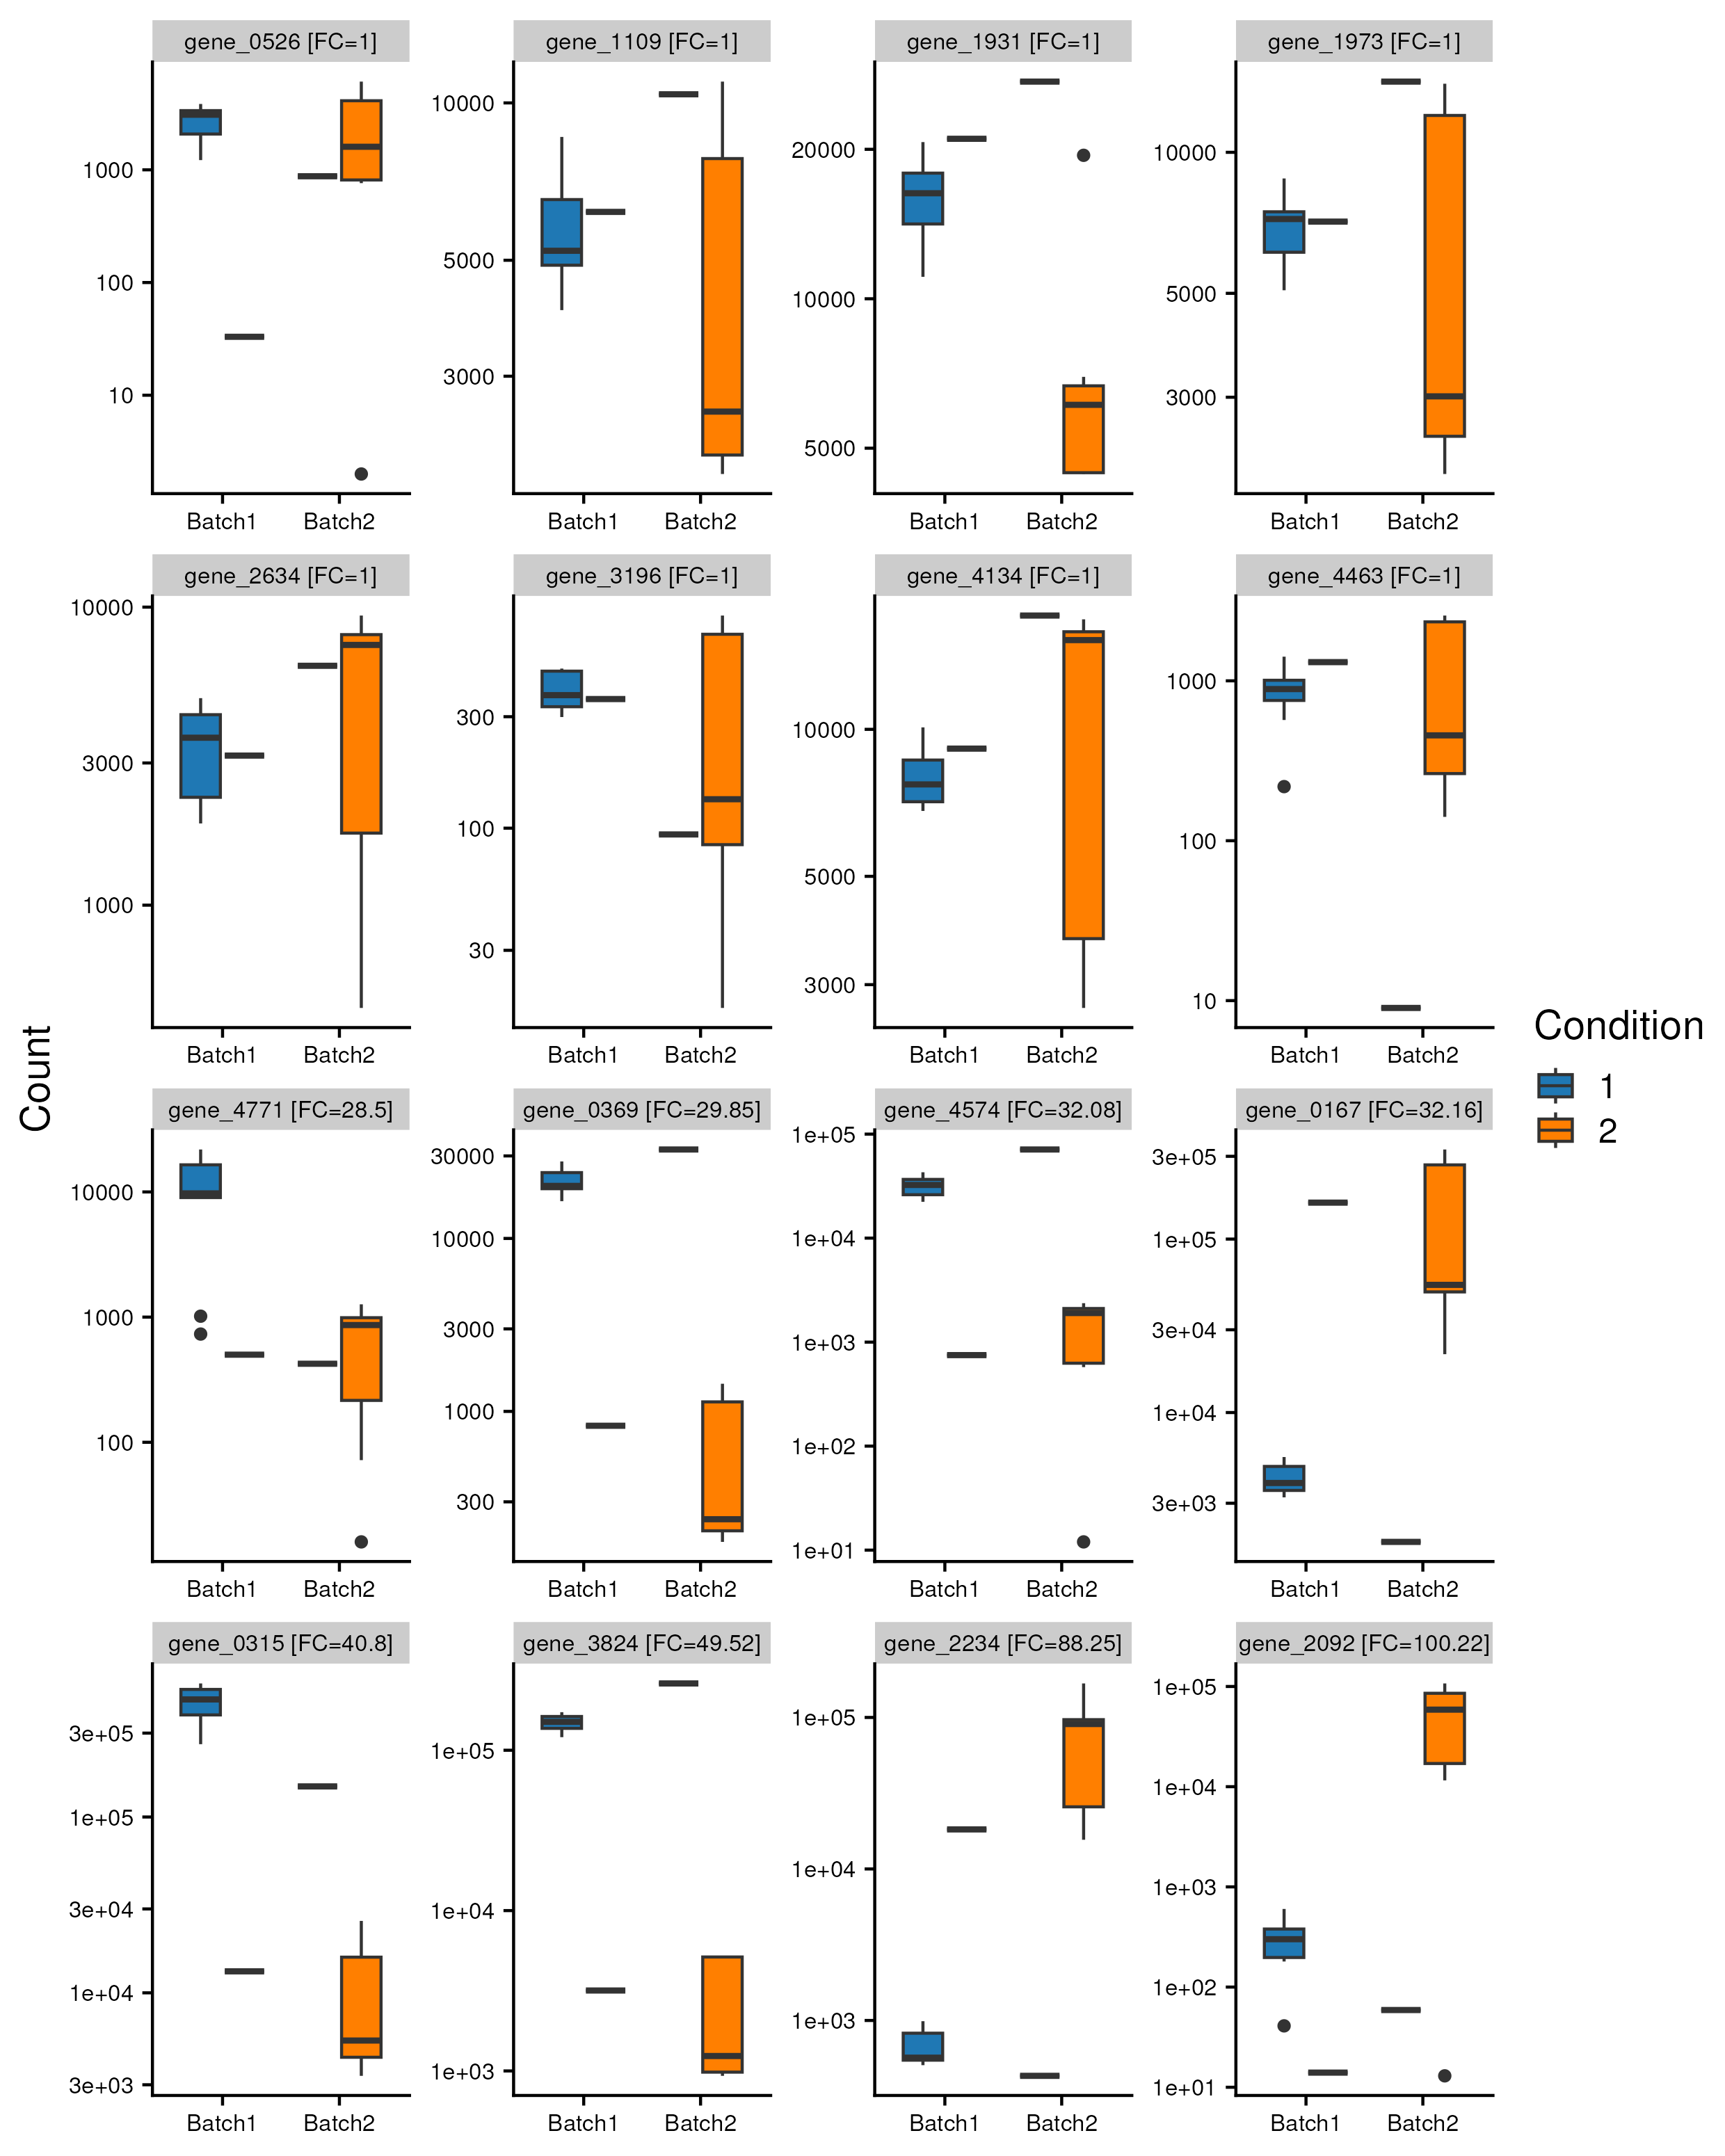 gene_0526 [FC=1]
gene_1109 [FC=1]
gene_1931 [FC=1]
gene_1973 [FC=1]
1000
100
10
10000
5000
3000
20000
10000
5000
10000
5000
3000
Batch1 Batch2
Batch1 Batch2
Batch1 Batch2
Batch1 Batch2
gene_2634 [FC=1]
gene_3196 [FC=1]
gene_4134 [FC=1]
gene_4463 [FC=1]
10000
3000
1000
300
100
30
10000
5000
3000
1000
100
10
Batch1 Batch2
Batch1 Batch2
Batch1 Batch2
Batch1 Batch2
Count
Condition
1
2
gene_4771 [FC=28.5]
gene_0369 [FC=29.85]
gene_4574 [FC=32.08]
gene_0167 [FC=32.16]
10000
1000
100
30000
10000
3000
1000
300
1e+05
1e+04
1e+03
1e+02
1e+01
3e+05
1e+05
3e+04
1e+04
3e+03
Batch1 Batch2
Batch1 Batch2
Batch1 Batch2
Batch1 Batch2
gene_0315 [FC=40.8]
gene_3824 [FC=49.52]
gene_2234 [FC=88.25]
gene_2092 [FC=100.22]
3e+05
1e+05
3e+04
1e+04
3e+03
1e+05
1e+04
1e+03
1e+05
1e+04
1e+03
1e+05
1e+04
1e+03
1e+02
1e+01
Batch1 Batch2
Batch1 Batch2
Batch1 Batch2
Batch1 Batch2